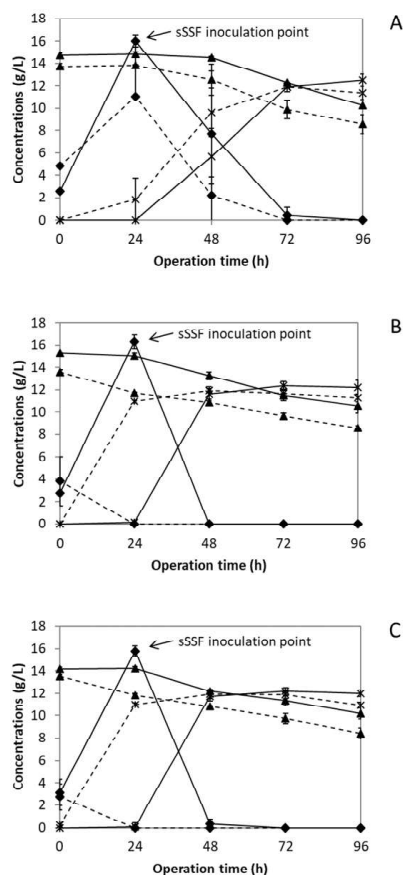 A
sSSF inoculation point
Concentrations (g/L)
18
16
14
12
10
8
6
4
2
0
0 24 48 72 96
Operation time (h)
B
sSSF inoculation point
Concentrations (g/L)
18
16
14
12
10
8
6
4
2
0
0 24 48 72 96
Operation time (h)
C
sSSF inoculation point
Concentrations (g/L)
18
16
14
12
10
8
6
4
2
0
0 24 48 72 96
Operation time (h)